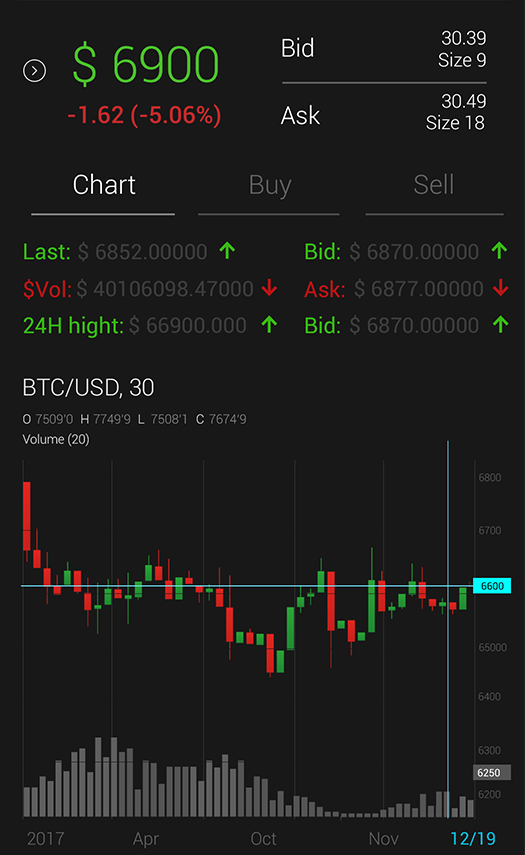 $ 6900
-1.62 (-5.06%)
Bid
30.39
Size 9
Ask
30.49
Size 18
Chart Buy Sell
Last: $ 6852.00000 Bid: $ 6870.00000
$Vol: $ 40106098.47000 Ask: $ 6877.00000
24H hight: $ 66900.000 Bid: $ 6870.00000
BTC/USD, 30
O 7509'0 H 7749'9 L 7508'1 C 7674'9
Volume (20)
6800
6700
6600
65000
6400
6300
6250
6200
2017 Apr Oct Nov 12/19